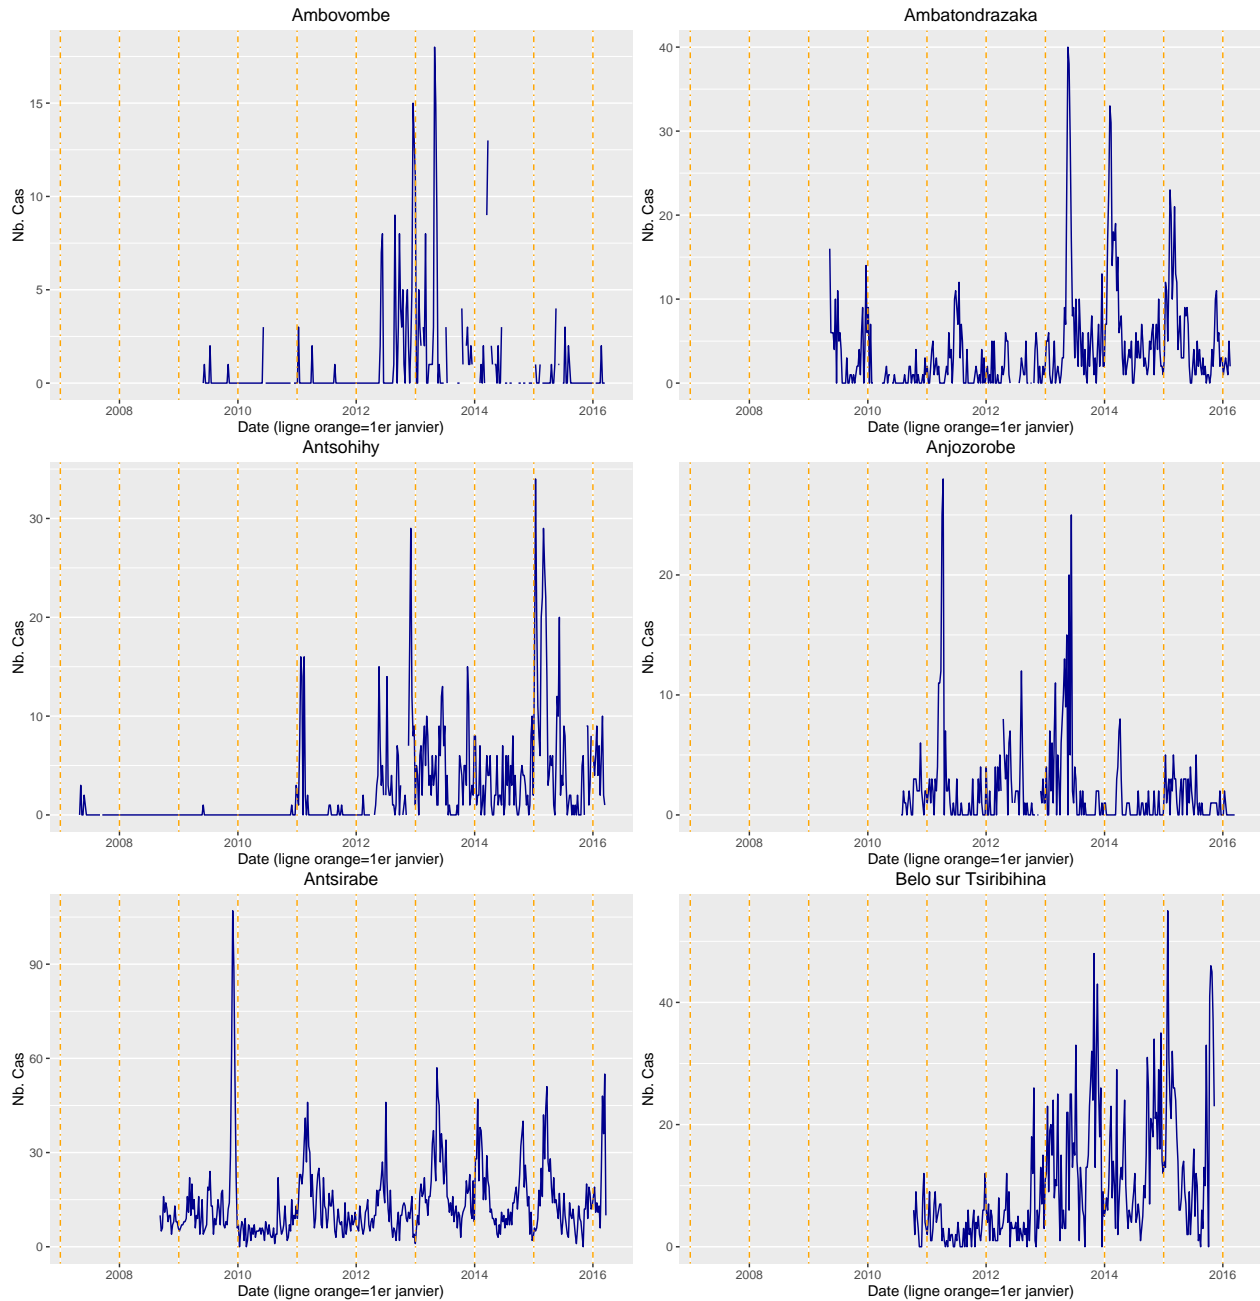 Ambovombe
Nb. Cas
15
10
5
0
2008 2010 2012 2014 2016
Date (ligne orange=1er janvier)
Ambatondrazaka
Nb. Cas
40
30
20
10
0
2008 2010 2012 2014 2016
Date (ligne orange=1er janvier)
Antsohihy
Nb. Cas
30
20
10
0
2008 2010 2012 2014 2016
Date (ligne orange=1er janvier)
Anjozorobe
Nb. Cas
20
10
0
2008 2010 2012 2014 2016
Date (ligne orange=1er janvier)
Antsirabe
Nb. Cas
90
60
30
0
2008 2010 2012 2014 2016
Date (ligne orange=1er janvier)
Belo sur Tsiribihina
Nb. Cas
40
20
0
2008 2010 2012 2014 2016
Date (ligne orange=1er janvier)